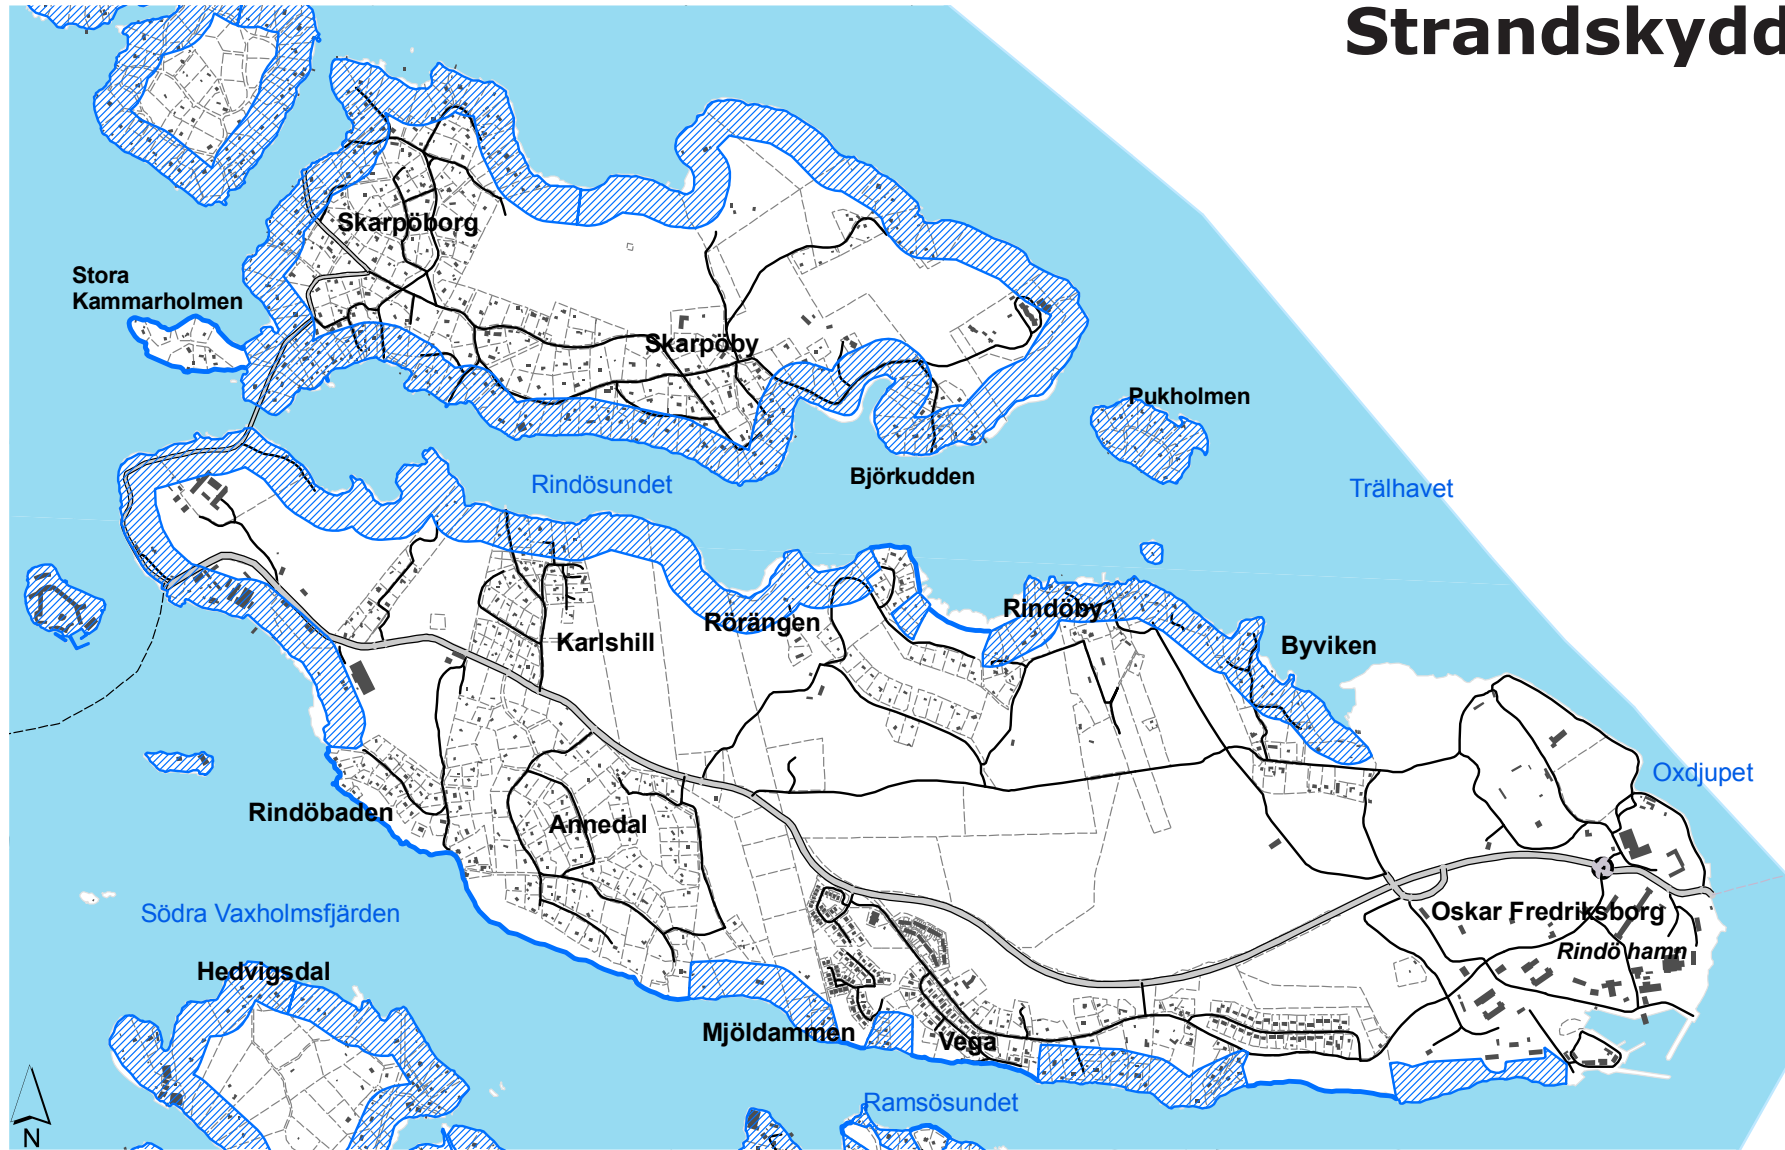 Strandskydd
Skarpöborg
Stora
Kammarholmen
Skarpöby
Pukholmen
Björkudden
Rindösundet
Trälhavet
Rindöby
Rörängen
Karlshill
Byviken
Oxdjupet
Rindöbaden
Annedal
Södra Vaxholmsfjärden
Oskar Fredriksborg
Rindö hamn
Hedvigsdal
Mjöldammen
Vega
Ramsösundet
N